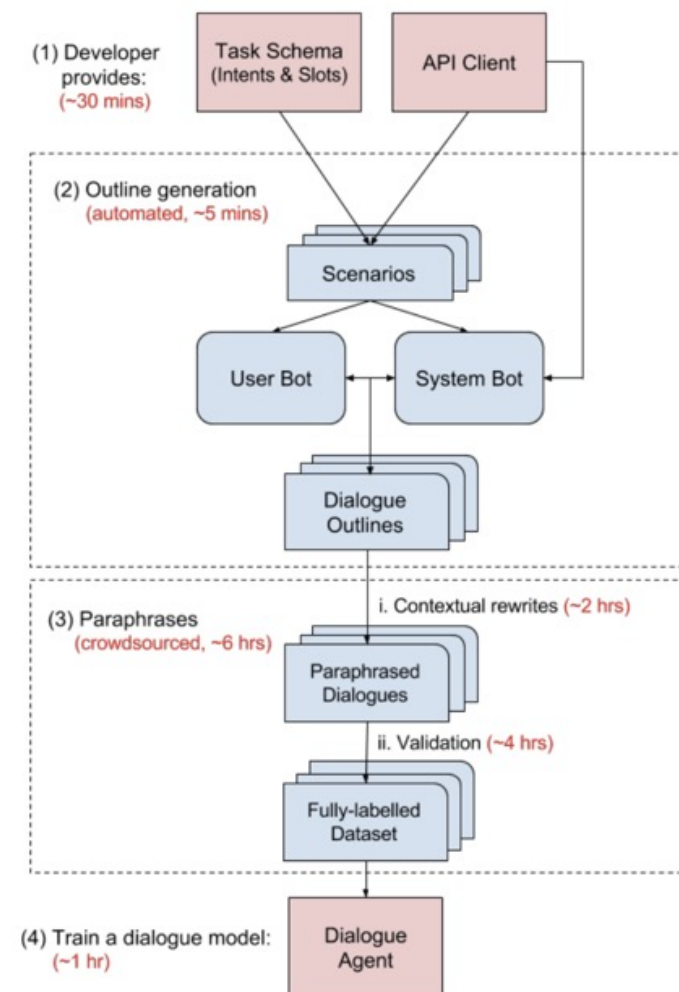 (1) Developer
provides:
(~30 mins)
Task Schema
(Intents & Slots)
API Client
(2) Outline generation
(automated, ~5 mins)
Scenarios
User Bot
System Bot
Dialogue
Outlines
i. Contextual rewrites (~2 hrs)
(3) Paraphrases
(crowdsourced, ~6 hrs)
Paraphrased
Dialogues
ii. Validation (~4 hrs)
Fully-labelled
Dataset
(4) Train a dialogue model:
(~1 hr)
Dialogue
Agent